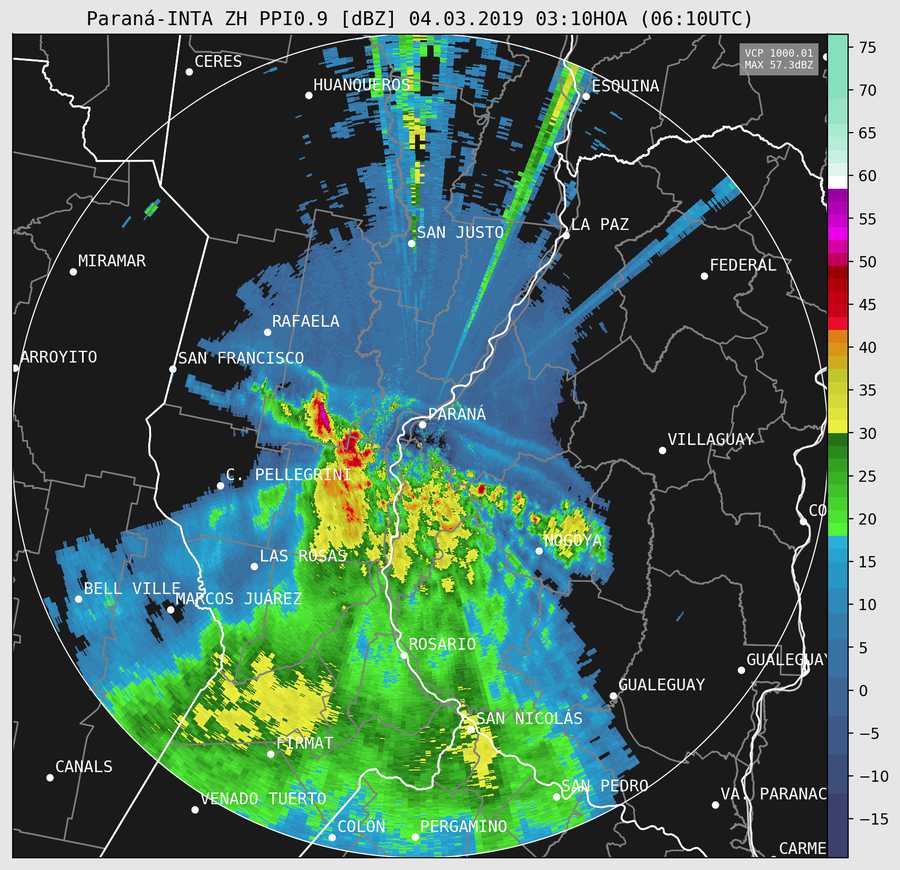 Paraná-INTA ZH PPI0.9 [dBZ] 04.03.2019 03:10HOA (06:10UTC)
VCP 1000.01
MAX 57.3dBZ
CERES
HUANQUEROS
ESQUINA
SAN JUSTO
LA PAZ
MIRAMAR
FEDERAL
RAFAELA
ARROYITO
SAN FRANCISCO
PARANÁ
VILLAGUAY
C. PELLEGRINI
CO
NOGOYA
LAS ROSAS
BELL VILLE
MARCOS JUÁREZ
ROSARIO
GUALEGUAY
GUALEGUAY
SAN NICOLÁS
FIRMAT
CANALS
SAN PEDRO
VENADO TUERTO
VA. PARANAC
COLÓN
PERGAMINO
CARME
75
70
65
60
55
50
45
40
35
30
25
20
15
10
5
0
−5
−10
−15